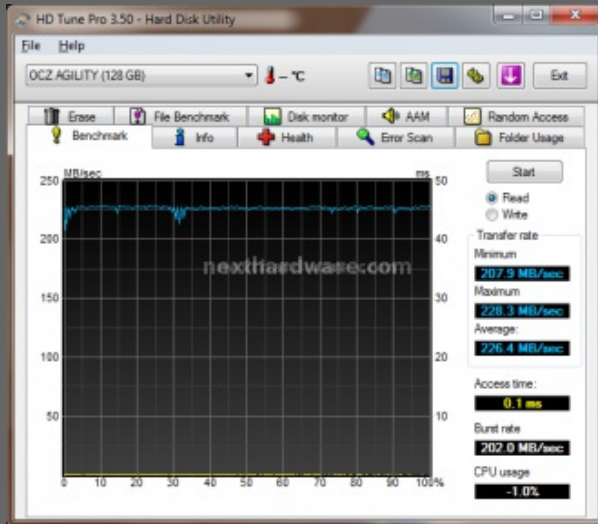 HD Tune Pro 3.50 - Hard Disk Utility
File Help
OCZ AGILITY (128 GB) – °C Exit
Erase File Benchmark Disk monitor AAM Random Access
Benchmark Info Health Error Scan Folder Usage
Start
Read
Write
MB/sec ms
250 50
200 40
150 30
100 20
50 10
0 10 20 30 40 50 60 70 80 90 100%
nexthardware.com
Transfer rate
Minimum
207.9 MB/sec
Maximum
228.3 MB/sec
Average:
226.4 MB/sec
Access time:
0.1 ms
Burst rate
202.0 MB/sec
CPU usage
-1.0%